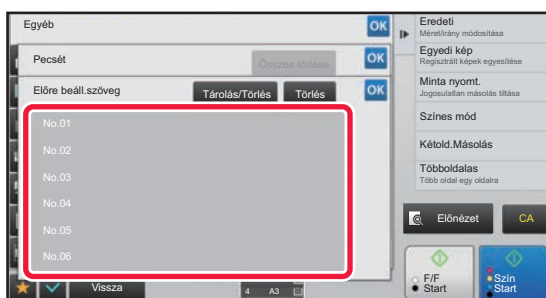 Egyéb
OK
Pecsét
Összes törlése
OK
Előre beáll.szöveg
Tárolás/Törlés
Törlés
OK
No.01
No.02
No.03
No.04
No.05
No.06
Vissza
4 A3
Eredeti
Méret/irány módosítása
Egyedi kép
Regisztrált képek egyesítése
Minta nyomt.
Jogosulatlan másolás tiltása
Színes mód
Kétold.Másolás
Többoldalas
Több oldal egy oldalra
Előnézet
CA
F/F
Start
Szín
Start